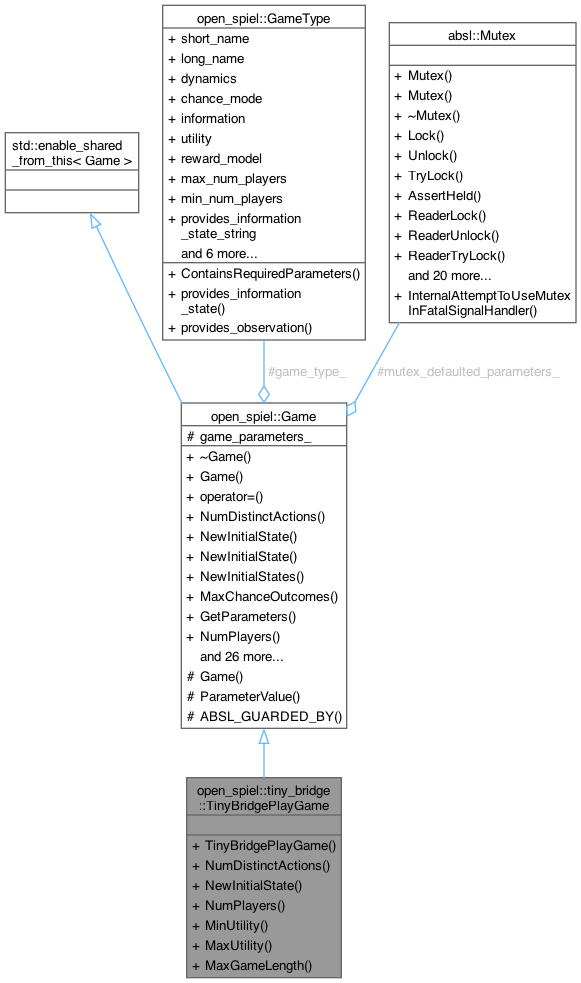 open_spiel::GameType
+ short_name
+ long_name
+ dynamics
+ chance_mode
+ information
+ utility
+ reward_model
+ max_num_players
+ min_num_players
+ provides_information
_state_string
and 6 more...
+ ContainsRequiredParameters()
+ provides_information
_state()
+ provides_observation()
absl::Mutex
+ Mutex()
+ Mutex()
+ ~Mutex()
+ Lock()
+ Unlock()
+ TryLock()
+ AssertHeld()
+ ReaderLock()
+ ReaderUnlock()
+ ReaderTryLock()
and 20 more...
+ InternalAttemptToUseMutex
InFatalSignalHandler()
std::enable_shared
_from_this< Game >
#game_type_
#mutex_defaulted_parameters_
open_spiel::Game
# game_parameters_
+ ~Game()
+ Game()
+ operator=()
+ NumDistinctActions()
+ NewInitialState()
+ NewInitialState()
+ NewInitialStates()
+ MaxChanceOutcomes()
+ GetParameters()
+ NumPlayers()
and 26 more...
# Game()
# ParameterValue()
# ABSL_GUARDED_BY()
open_spiel::tiny_bridge
::TinyBridgePlayGame
+ TinyBridgePlayGame()
+ NumDistinctActions()
+ NewInitialState()
+ NumPlayers()
+ MinUtility()
+ MaxUtility()
+ MaxGameLength()